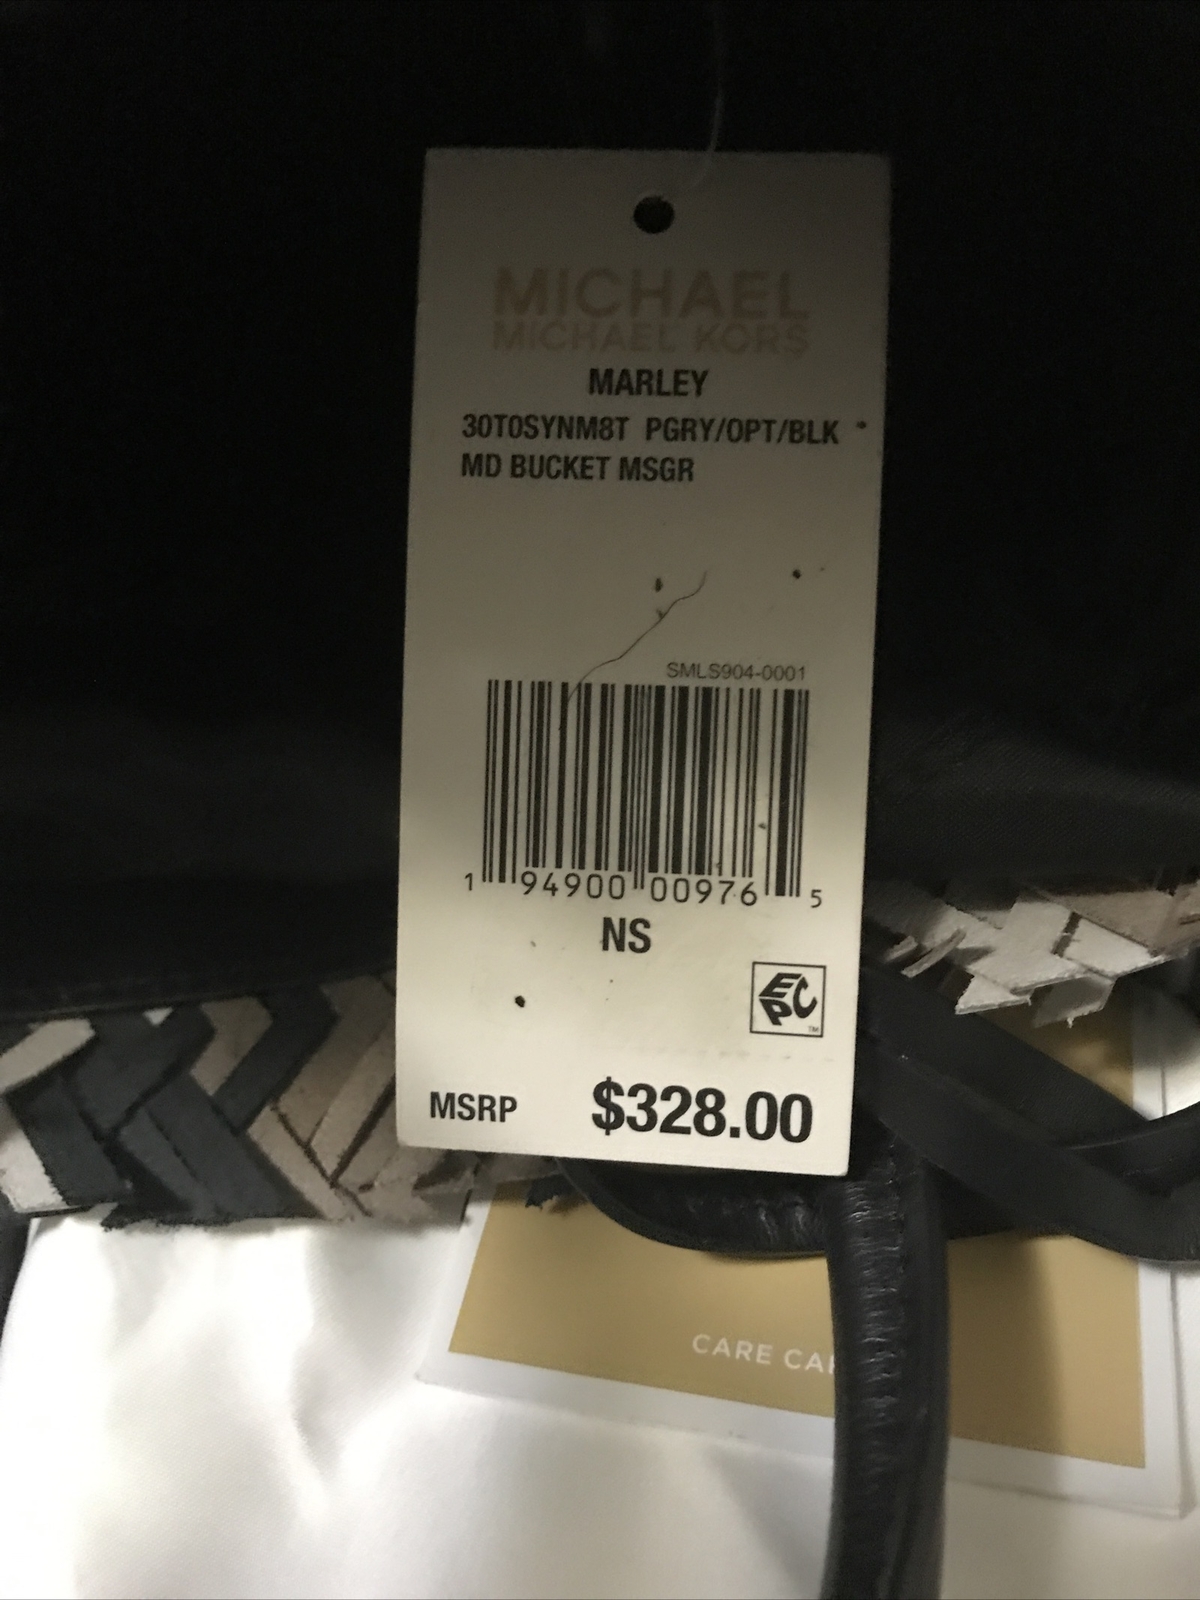 MICHAEL
MICHAEL KORS
MARLEY
30T0SYNM8T PGRY/OPT/BLK
MD BUCKET MSGR
SMLS904-0001
1 94900 00976 5
NS
EPC
TM
MSRP $328.00
CARE